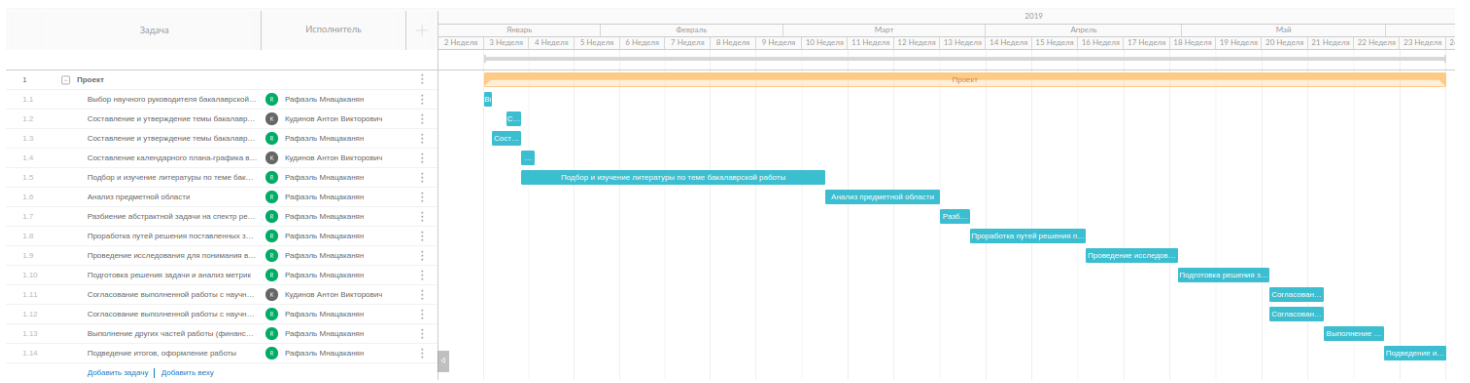 Задача Исполнитель 2019
Январь Февраль Март Апрель Май
2 Неделя 3 Неделя 4 Неделя 5 Неделя 6 Неделя 7 Неделя 8 Неделя 9 Неделя 10 Неделя 11 Неделя 12 Неделя 13 Неделя 14 Неделя 15 Неделя 16 Неделя 17 Неделя 18 Неделя 19 Неделя 20 Неделя 21 Неделя 22 Неделя 23 Неделя
1 Проект Проект
1.1 Выбор научного руководителя бакалаврской... R Рафаэль Мнацаканян
1.2 Составление и утверждение темы бакалавр... К Кудинов Антон Викторович С...
1.3 Составление и утверждение темы бакалавр... R Рафаэль Мнацаканян Сост...
1.4 Составление календарного плана-графика в... К Кудинов Антон Викторович ...
1.5 Подбор и изучение литературы по теме бак... R Рафаэль Мнацаканян Подбор и изучение литературы по теме бакалаврской работы
1.6 Анализ предметной области R Рафаэль Мнацаканян Анализ предметной области
1.7 Разбиение абстрактной задачи на спектр ре... R Рафаэль Мнацаканян Разб...
1.8 Проработка путей решения поставленных з... R Рафаэль Мнацаканян Проработка путей решения п...
1.9 Проведение исследования для понимания в... R Рафаэль Мнацаканян Проведение исследов...
1.10 Подготовка решения задачи и анализ метрик R Рафаэль Мнацаканян Подготовка решения з...
1.11 Согласование выполненной работы с научн... К Кудинов Антон Викторович Согласован...
1.12 Согласование выполненной работы с научн... R Рафаэль Мнацаканян Согласован...
1.13 Выполнение других частей работы (финанс... R Рафаэль Мнацаканян Выполнение ...
1.14 Подведение итогов, оформление работы R Рафаэль Мнацаканян Подведение и...
Добавить задачу | Добавить веху